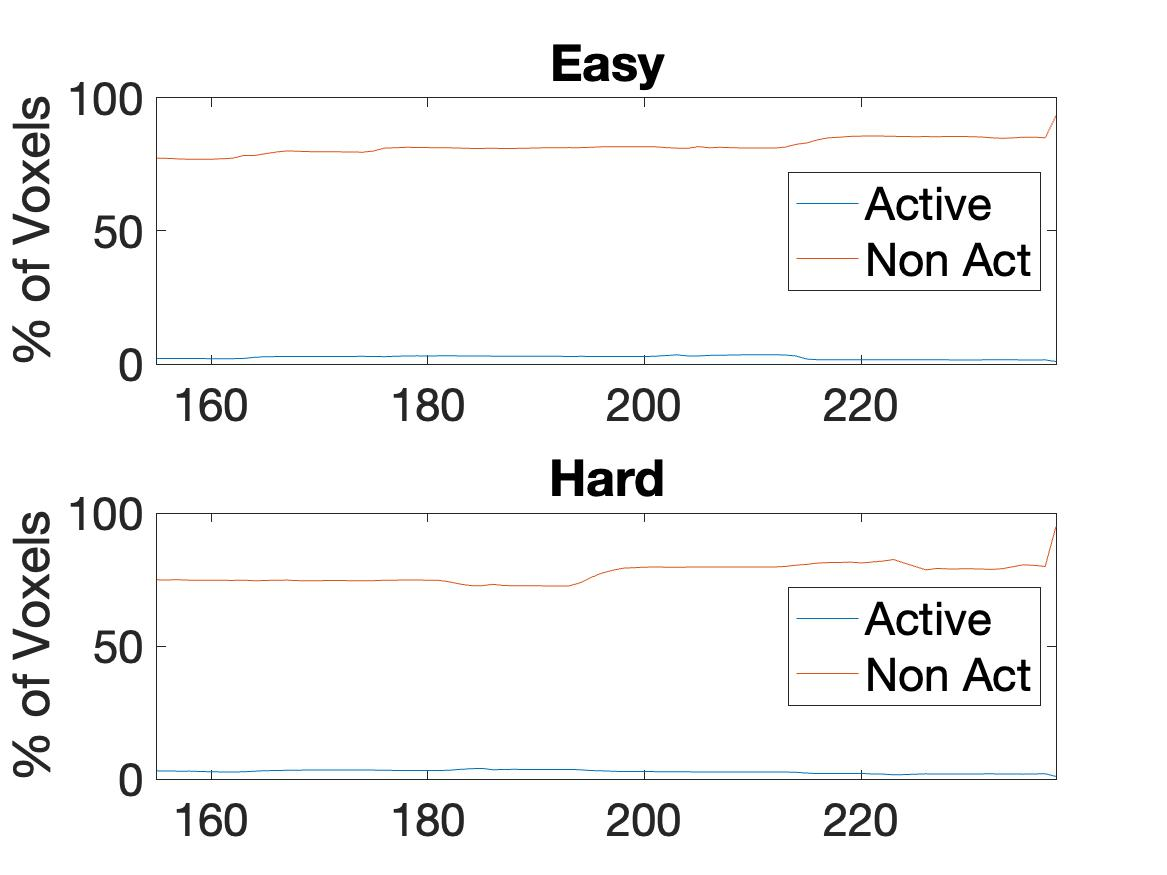 Easy
% of Voxels
100
50
0
Active
Non Act
160 180 200 220
Hard
% of Voxels
100
50
0
Active
Non Act
160 180 200 220